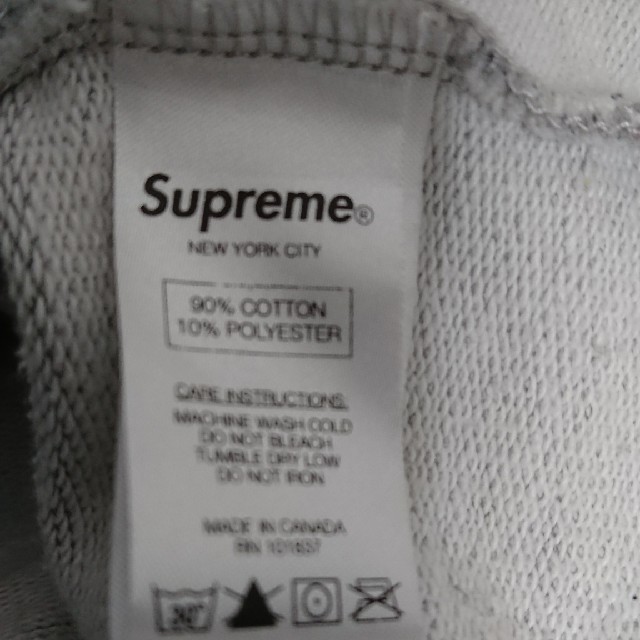 Supreme®
NEW YORK CITY
90% COTTON
10% POLYESTER
CARE INSTRUCTIONS:
MACHINE WASH COLD
DO NOT BLEACH
TUMBLE DRY LOW
DO NOT IRON
MADE IN CANADA
RN 101837